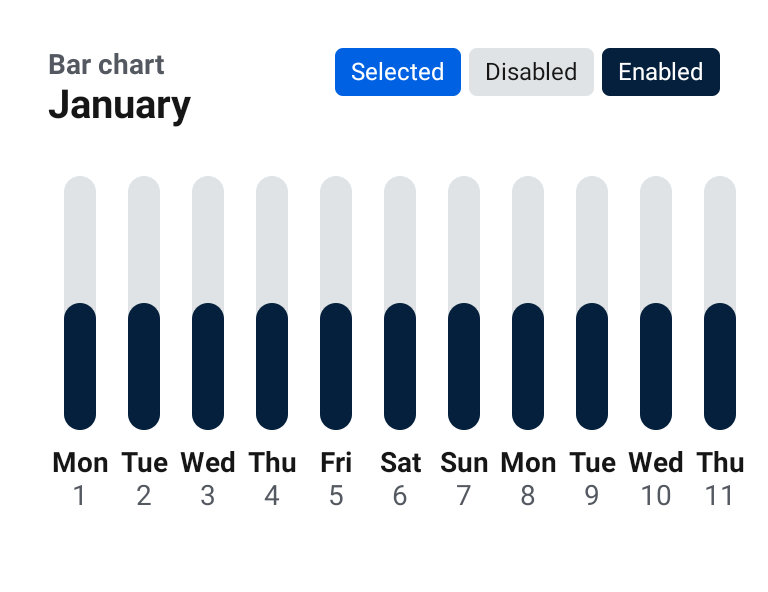 Bar chart
January
Selected Disabled Enabled
Mon Tue Wed Thu Fri Sat Sun Mon Tue Wed Thu
1 2 3 4 5 6 7 8 9 10 11